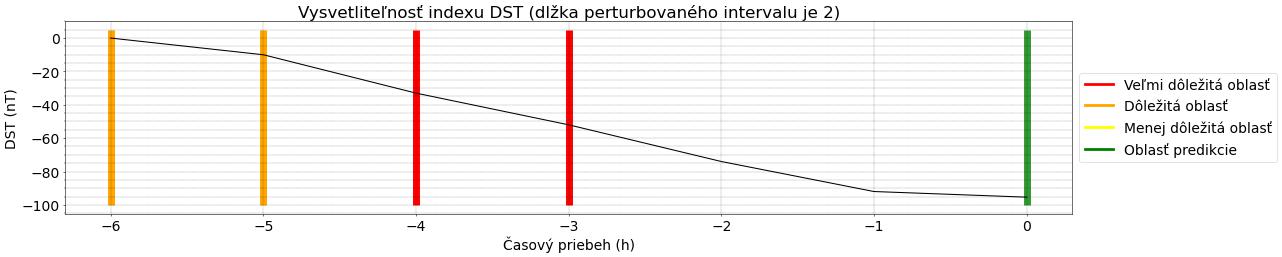 Vysvetliteľnosť indexu DST (dĺžka perturbovaného intervalu je 2)
DST (nT)
0
−20
−40
−60
−80
−100
−6
−5
−4
−3
−2
−1
0
Časový priebeh (h)
Veľmi dôležitá oblasť
Dôležitá oblasť
Menej dôležitá oblasť
Oblasť predikcie